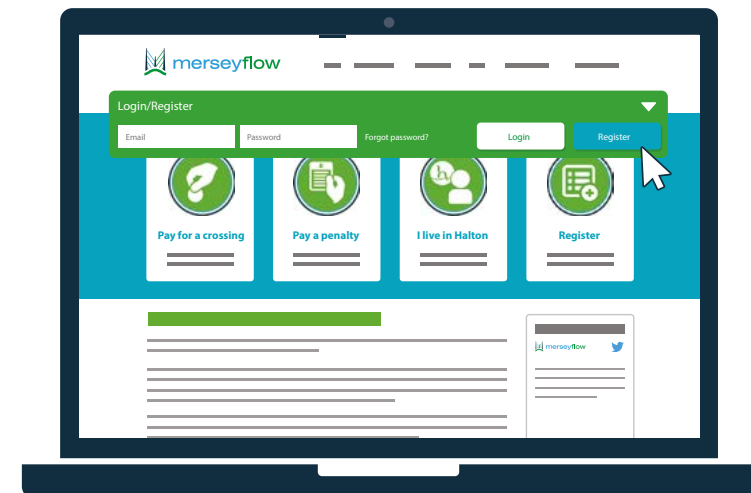 merseyflow
Login/Register
Email
Password
Forgot password?
Login
Register
Pay for a crossing
Pay a penalty
I live in Halton
Register
merseyflow